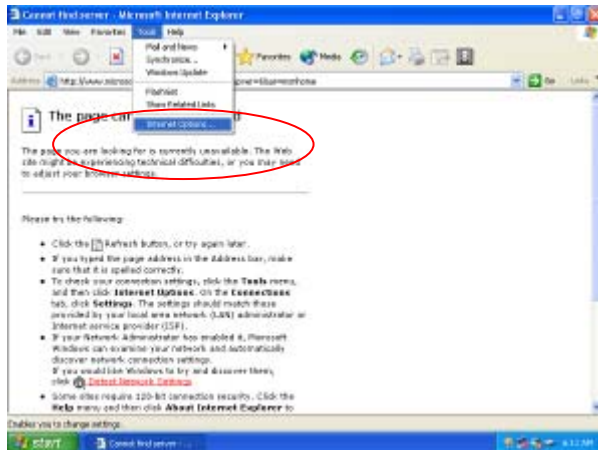 Cannot find server - Microsoft Internet Explorer
File Edit View Favorites Tools Help
Mail and News
Synchronize...
Windows Update
Show Related Links
Internet Options...
Favorites Media
Address http://www.microso
Go Links
The page can
The page you are looking for is currently unavailable. The Web
site might be experiencing technical difficulties, or you may need
to adjust your browser settings.
Please try the following:
Click the Refresh button, or try again later.
If you typed the page address in the Address bar, make
sure that it is spelled correctly.
To check your connection settings, click the Tools menu,
and then click Internet Options. On the Connections
tab, click Settings. The settings should match those
provided by your local area network (LAN) administrator or
Internet service provider (ISP).
If your Network Administrator has enabled it, Microsoft
Windows can examine your network and automatically
discover network connection settings.
If you would like Windows to try and discover them,
click Detect Network Settings
Some sites require 128-bit connection security. Click the
Help menu and then click About Internet Explorer to
Enables you to change settings.
start Cannot find server - ... 6:12 AM